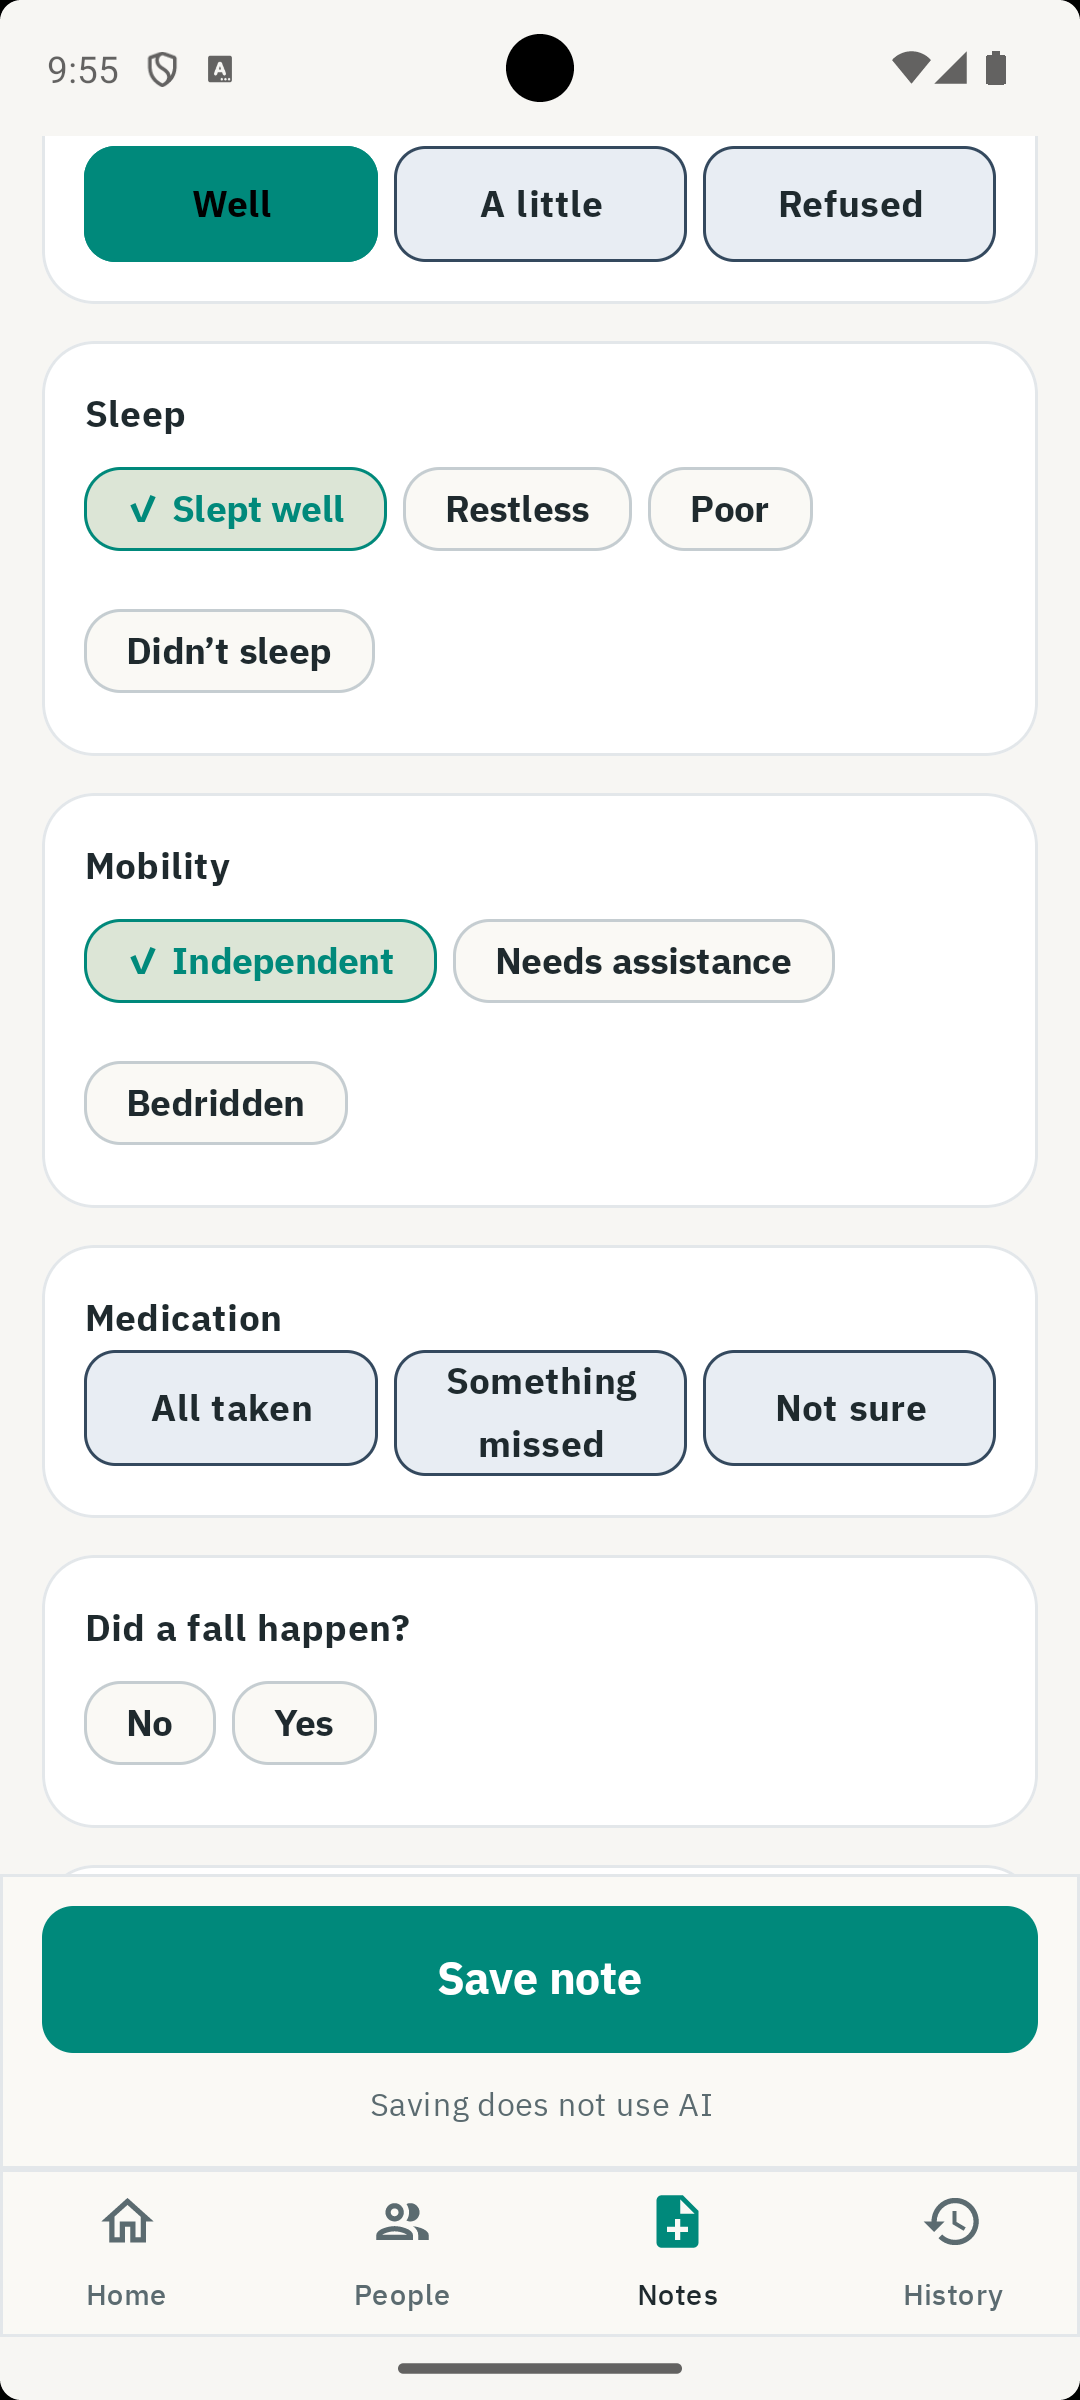 9:55
Well
A little
Refused
Sleep
✓ Slept well
Restless
Poor
Didn’t sleep
Mobility
✓ Independent
Needs assistance
Bedridden
Medication
All taken
Something
missed
Not sure
Did a fall happen?
No
Yes
Save note
Saving does not use AI
Home
People
Notes
History